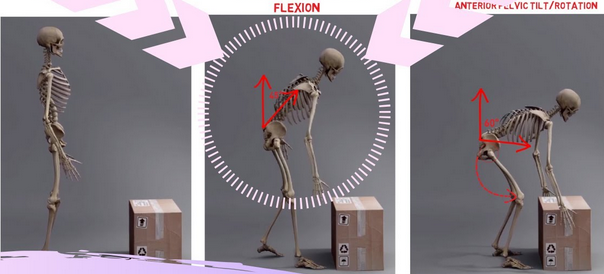 FLEXION
ANTERIOR PELVIC TILT/ROTATION